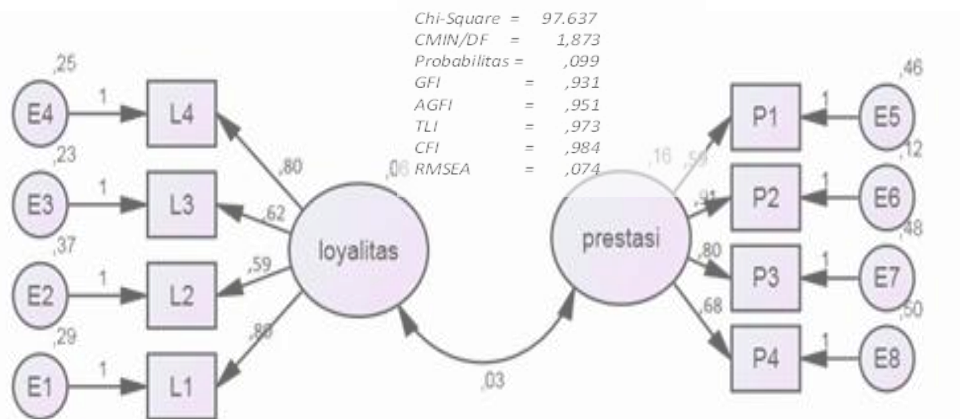 Chi-Square = 97.637
CMIN/DF = 1,873
Probabilitas = ,099
GFI = ,931
AGFI = ,951
TLI = ,973
CFI = ,984
RMSEA = ,074
,25
E4 1 L4
,80
,23
E3 1 L3
,62
,37
E2 1 L2
,59
,29
E1 1 L1
,06
loyalitas
,03
,16
prestasi
,59
P1 1 E5
,46
,91
P2 1 E6
,12
,80
P3 1 E7
,48
,68
P4 1 E8
,50